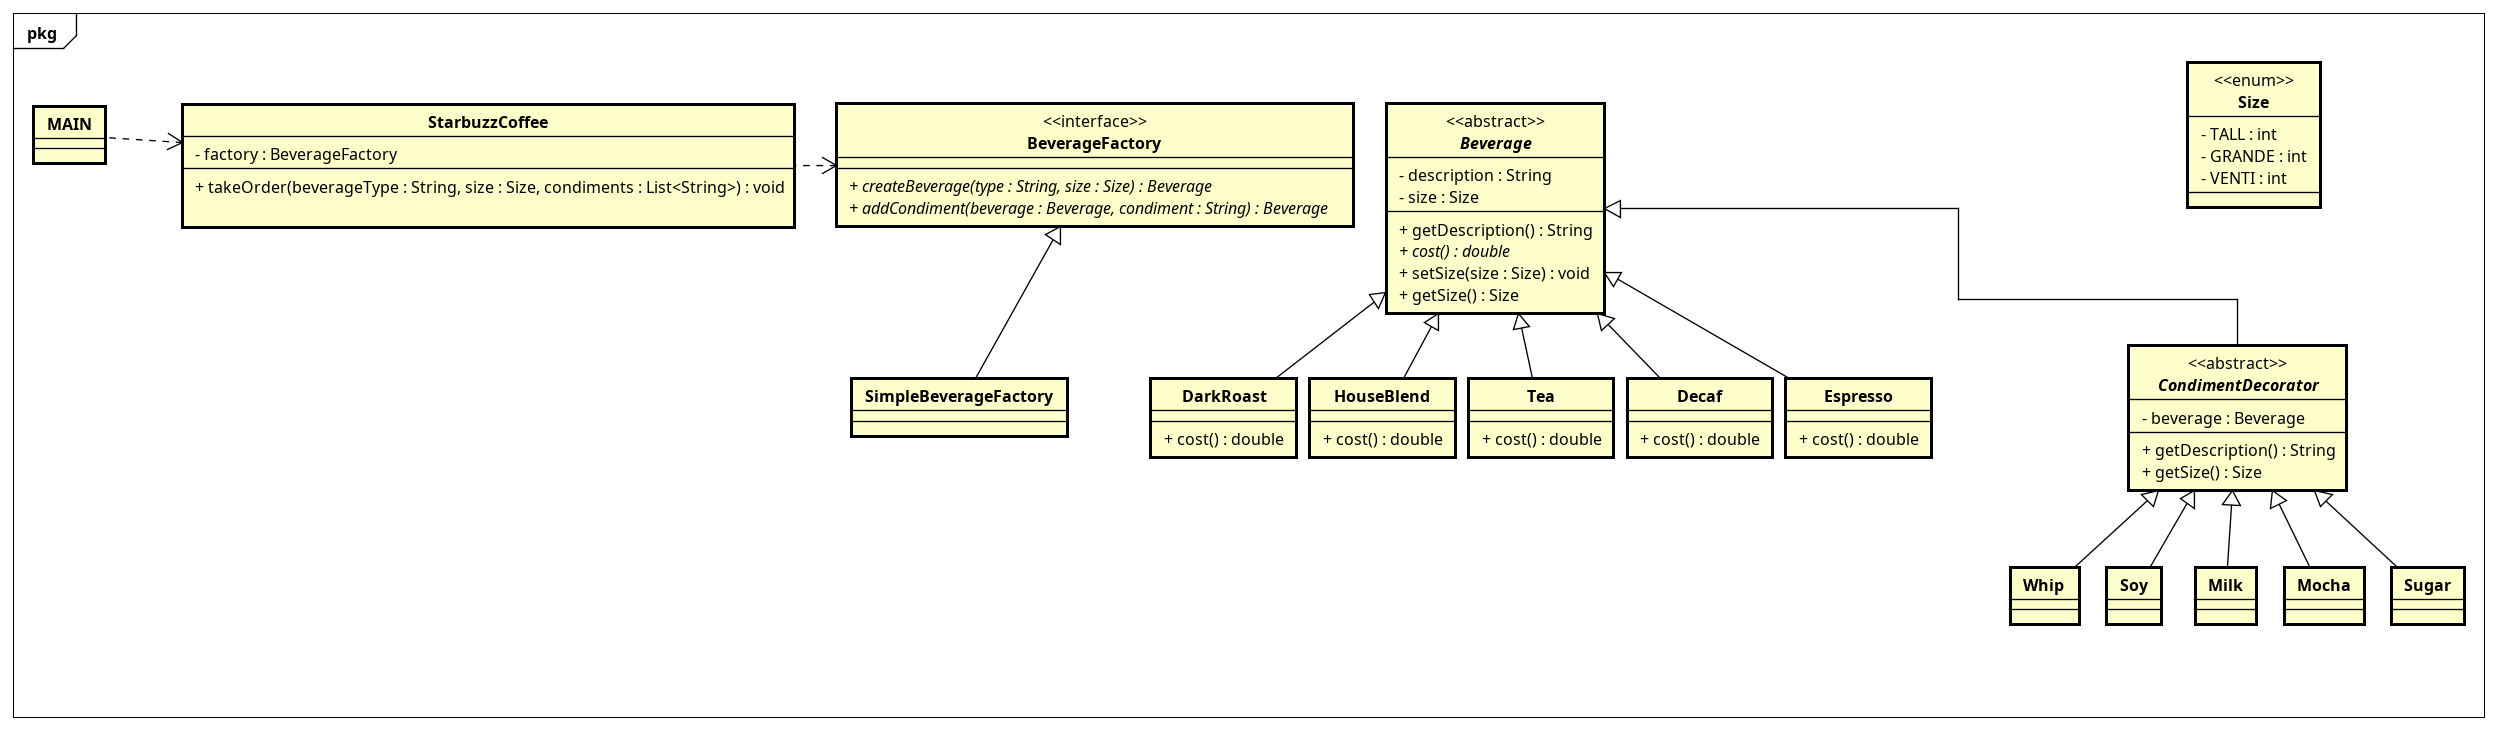 pkg
MAIN
StarbuzzCoffee
- factory : BeverageFactory
+ takeOrder(beverageType : String, size : Size, condiments : List<String>) : void
<<interface>>
BeverageFactory
+ createBeverage(type : String, size : Size) : Beverage
+ addCondiment(beverage : Beverage, condiment : String) : Beverage
<<abstract>>
Beverage
- description : String
- size : Size
+ getDescription() : String
+ cost() : double
+ setSize(size : Size) : void
+ getSize() : Size
<<enum>>
Size
- TALL : int
- GRANDE : int
- VENTI : int
SimpleBeverageFactory
DarkRoast
+ cost() : double
HouseBlend
+ cost() : double
Tea
+ cost() : double
Decaf
+ cost() : double
Espresso
+ cost() : double
<<abstract>>
CondimentDecorator
- beverage : Beverage
+ getDescription() : String
+ getSize() : Size
Whip
Soy
Milk
Mocha
Sugar